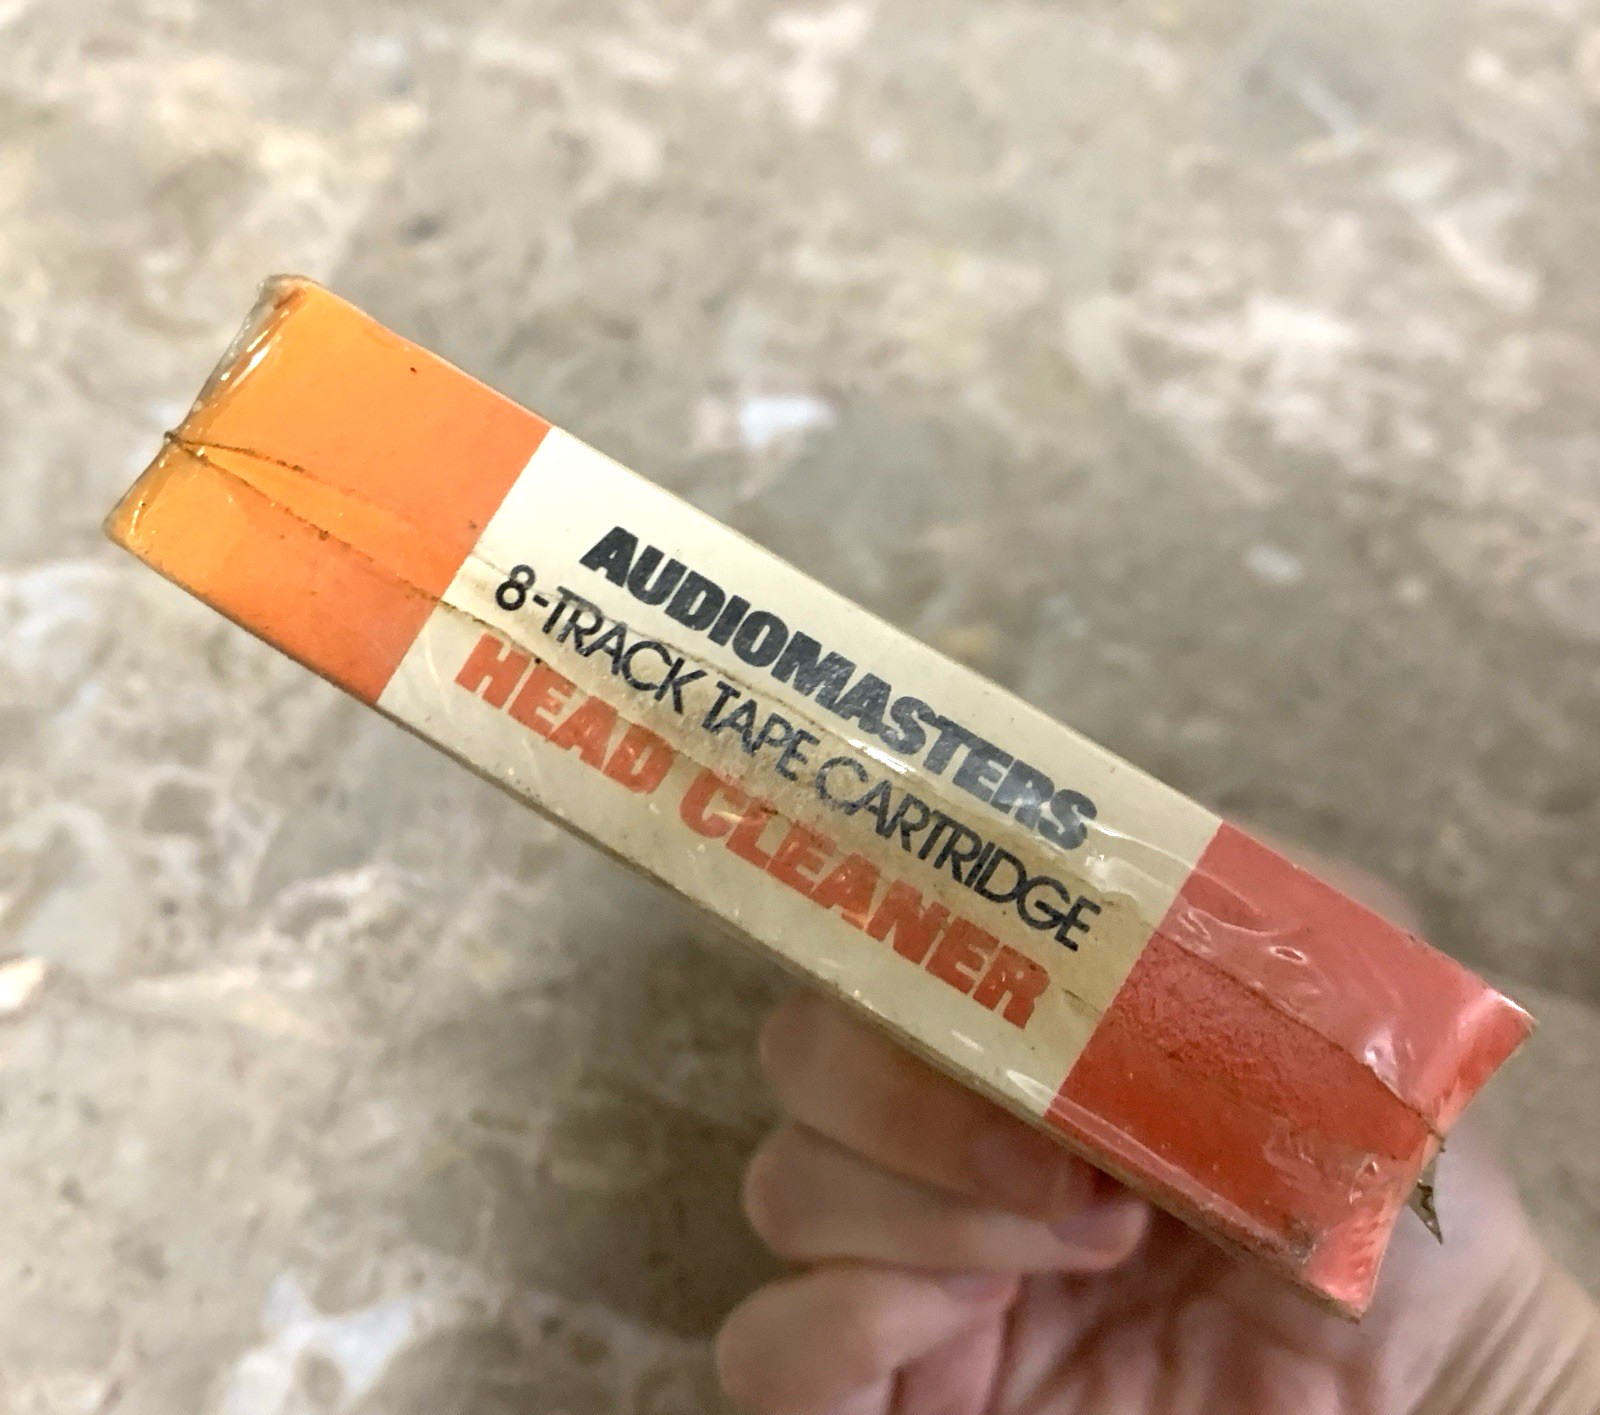 AUDIOMASTERS
8-TRACK TAPE CARTRIDGE
HEAD CLEANER